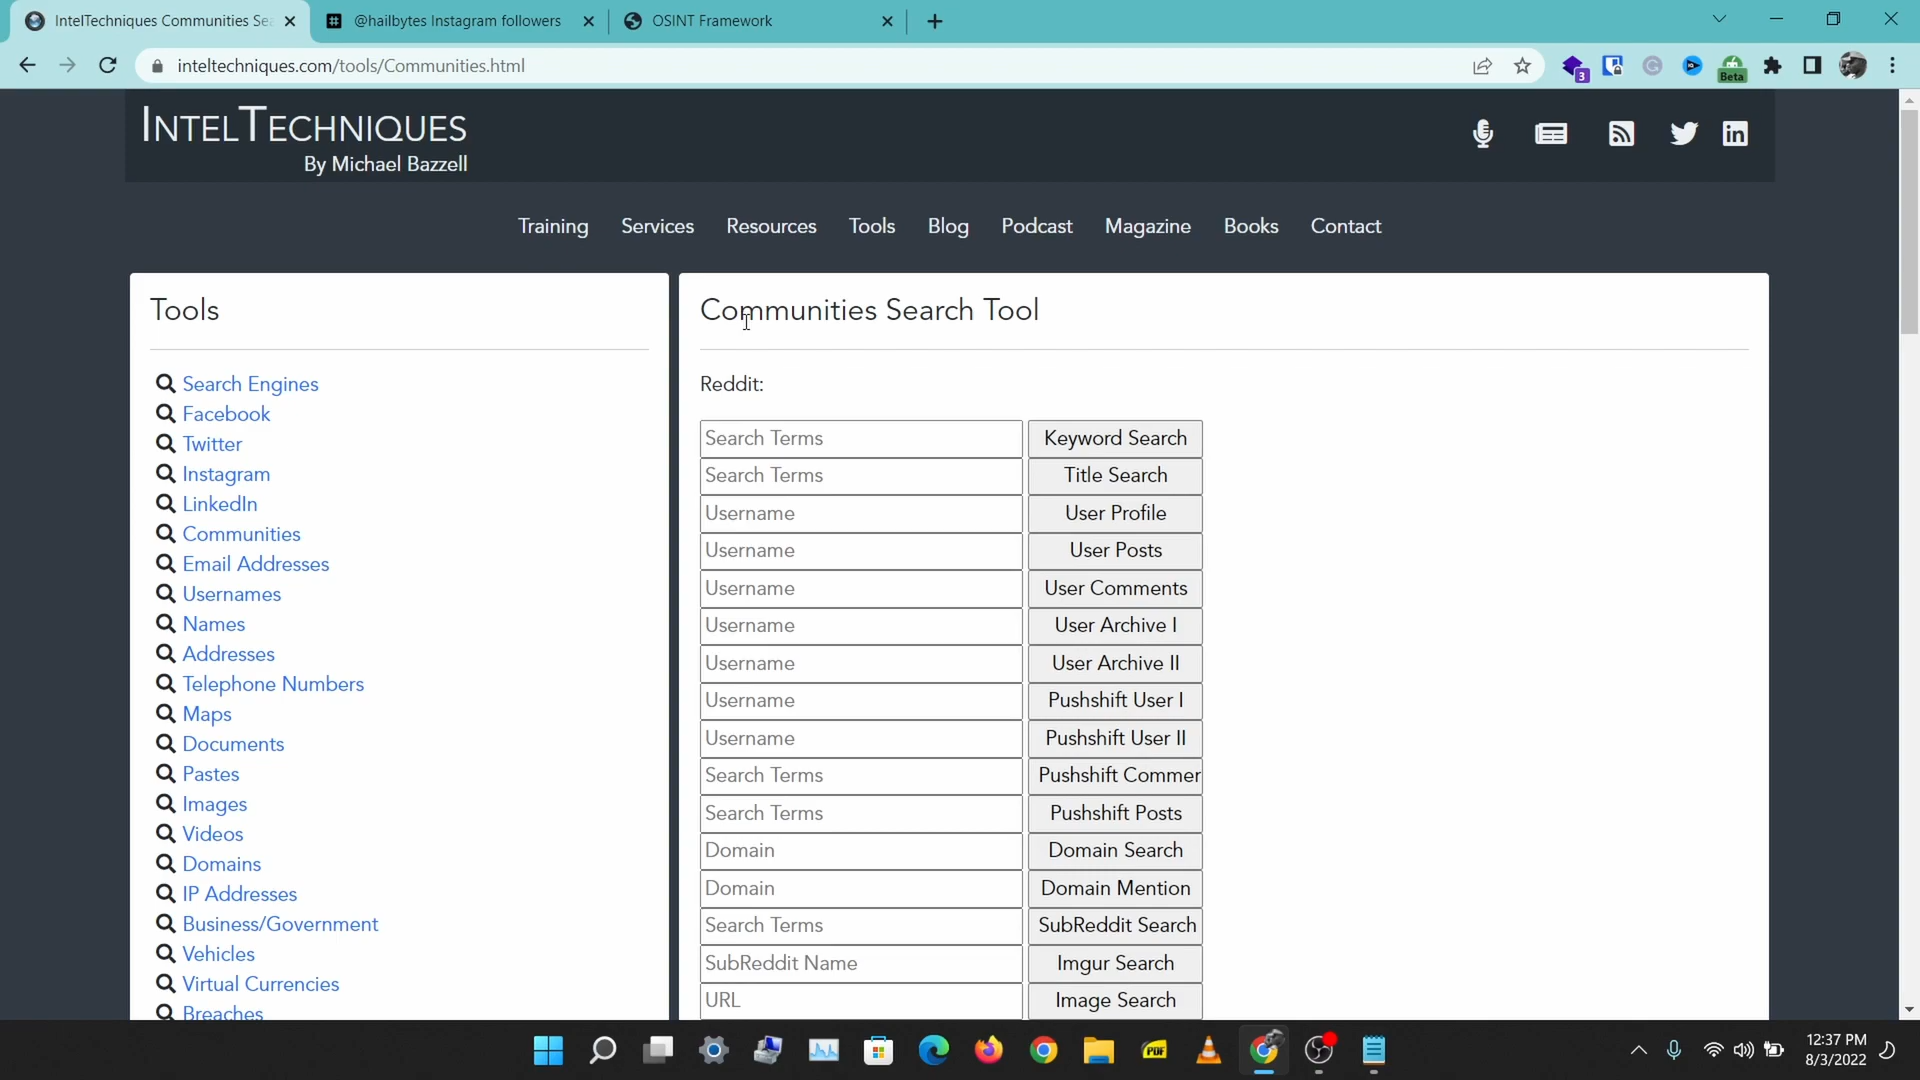 IntelTechniques Communities Sea
@hailbytes Instagram followers
OSINT Framework
inteltechniques.com/tools/Communities.html
3
Beta
INTELTECHNIQUES
By Michael Bazzell
Training Services Resources Tools Blog Podcast Magazine Books Contact
Tools
Search Engines
Facebook
Twitter
Instagram
LinkedIn
Communities
Email Addresses
Usernames
Names
Addresses
Telephone Numbers
Maps
Documents
Pastes
Images
Videos
Domains
IP Addresses
Business/Government
Vehicles
Virtual Currencies
Breaches
Communities Search Tool
Reddit:
Search Terms Keyword Search
Search Terms Title Search
Username User Profile
Username User Posts
Username User Comments
Username User Archive I
Username User Archive II
Username Pushshift User I
Username Pushshift User II
Search Terms Pushshift Commer
Search Terms Pushshift Posts
Domain Domain Search
Domain Domain Mention
Search Terms SubReddit Search
SubReddit Name Imgur Search
URL Image Search
PDF
12:37 PM
8/3/2022